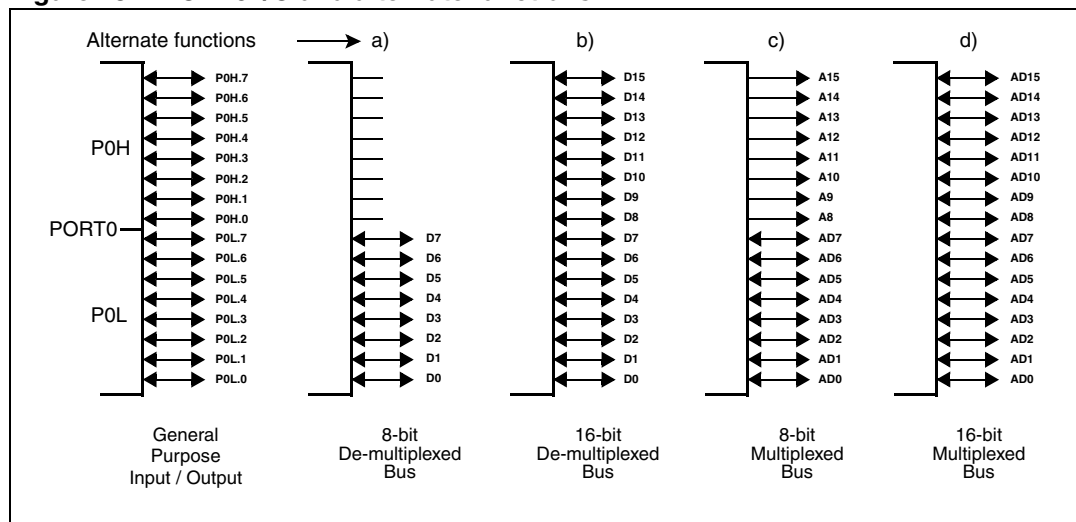 Figure and alternate functions
Alternate functions a) b) c) d)
P0H.7 D15 A15 AD15
P0H.6 D14 A14 AD14
P0H.5 D13 A13 AD13
P0H.4 D12 A12 AD12
P0H
P0H.3 D11 A11 AD11
P0H.2 D10 A10 AD10
P0H.1 D9 A9 AD9
P0H.0 D8 A8 AD8
PORT0
P0L.7 D7 D7 AD7 AD7
P0L.6 D6 D6 AD6 AD6
P0L.5 D5 D5 AD5 AD5
P0L.4 D4 D4 AD4 AD4
P0L
P0L.3 D3 D3 AD3 AD3
P0L.2 D2 D2 AD2 AD2
P0L.1 D1 D1 AD1 AD1
P0L.0 D0 D0 AD0 AD0
General
Purpose
Input / Output
8-bit
De-multiplexed
Bus
16-bit
De-multiplexed
Bus
8-bit
Multiplexed
Bus
16-bit
Multiplexed
Bus